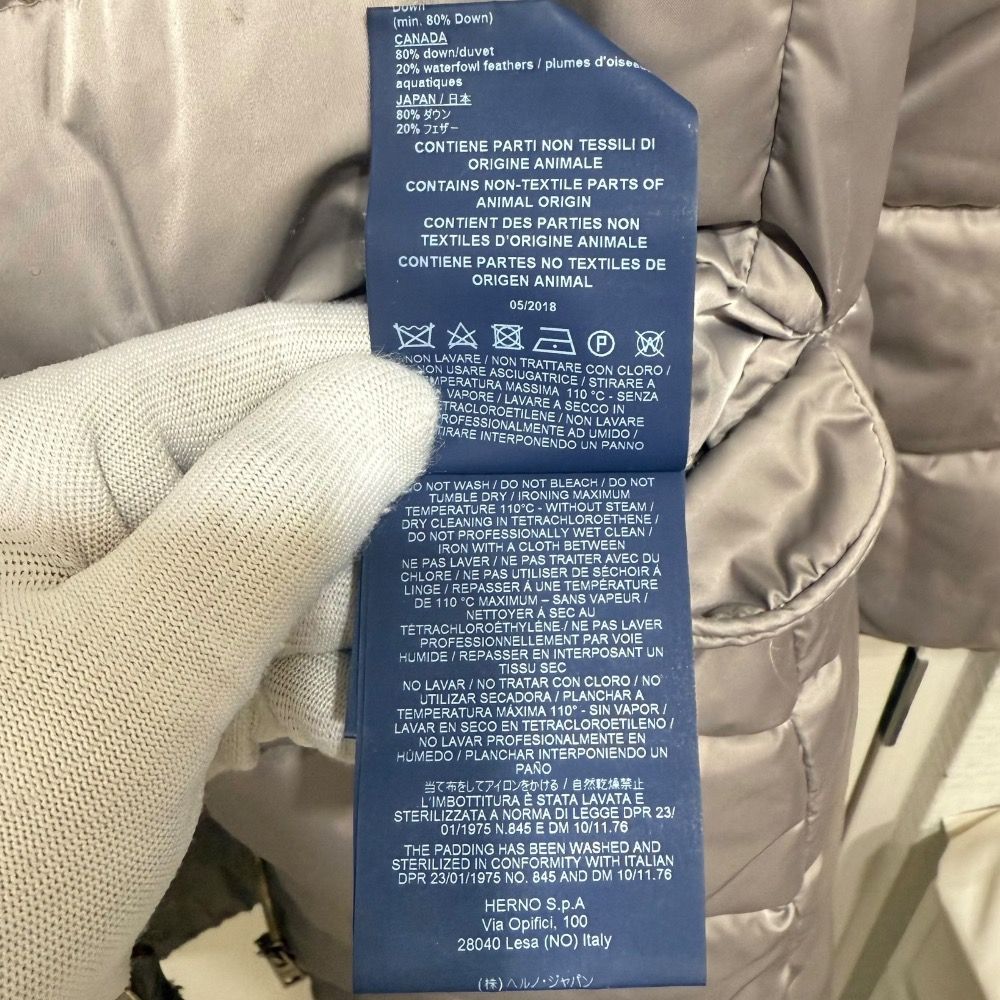 Down
(min. 80% Down)
CANADA
80% down/duvet
20% waterfowl feathers / plumes d'oisea
aquatiques
JAPAN / 日本
80% ダウン
20% フェザー
CONTIENE PARTI NON TESSILI DI
ORIGINE ANIMALE
CONTAINS NON-TEXTILE PARTS OF
ANIMAL ORIGIN
CONTIENT DES PARTIES NON
TEXTILES D'ORIGINE ANIMALE
CONTIENE PARTES NO TEXTILES DE
ORIGEN ANIMAL
05/2018
P
W
NON LAVARE / NON TRATTARE CON CLORO /
NON USARE ASCIUGATRICE / STIRARE A
MPERATURA MASSIMA 110 °C - SENZA
VAPORE / LAVARE A SECCO IN
ETRACLOROETILENE / NON LAVARE
ROFESSIONALMENTE AD UMIDO /
IRARE INTERPONENDO UN PANNO
DO NOT WASH / DO NOT BLEACH / DO NOT
TUMBLE DRY / IRONING MAXIMUM
TEMPERATURE 110°C - WITHOUT STEAM /
DRY CLEANING IN TETRACHLOROETHENE /
DO NOT PROFESSIONALLY WET CLEAN /
IRON WITH A CLOTH BETWEEN
NE PAS LAVER / NE PAS TRAITER AVEC DU
CHLORE / NE PAS UTILISER DE SÉCHOIR À
LINGE / REPASSER À UNE TEMPÉRATURE
DE 110 °C MAXIMUM – SANS VAPEUR /
NETTOYER À SEC AU
TÉTRACHLOROÉTHYLÈNE / NE PAS LAVER
PROFESSIONNELLEMENT PAR VOIE
HUMIDE / REPASSER EN INTERPOSANT UN
TISSU SEC
NO LAVAR / NO TRATAR CON CLORO / NO
UTILIZAR SECADORA / PLANCHAR A
TEMPERATURA MÁXIMA 110° - SIN VAPOR /
LAVAR EN SECO EN TETRACLOROETILENO /
NO LAVAR PROFESIONALMENTE EN
HÚMEDO / PLANCHAR INTERPONIENDO UN
PAÑO
当て布をしてアイロンをかける / 自然乾燥禁止
L'IMBOTTITURA È STATA LAVATA E
STERILIZZATA A NORMA DI LEGGE DPR 23/
01/1975 N.845 E DM 10/11.76
THE PADDING HAS BEEN WASHED AND
STERILIZED IN CONFORMITY WITH ITALIAN
DPR 23/01/1975 NO. 845 AND DM 10/11.76
HERNO S.p.A
Via Opifici, 100
28040 Lesa (NO) Italy
(株) ヘルノ・ジャパン